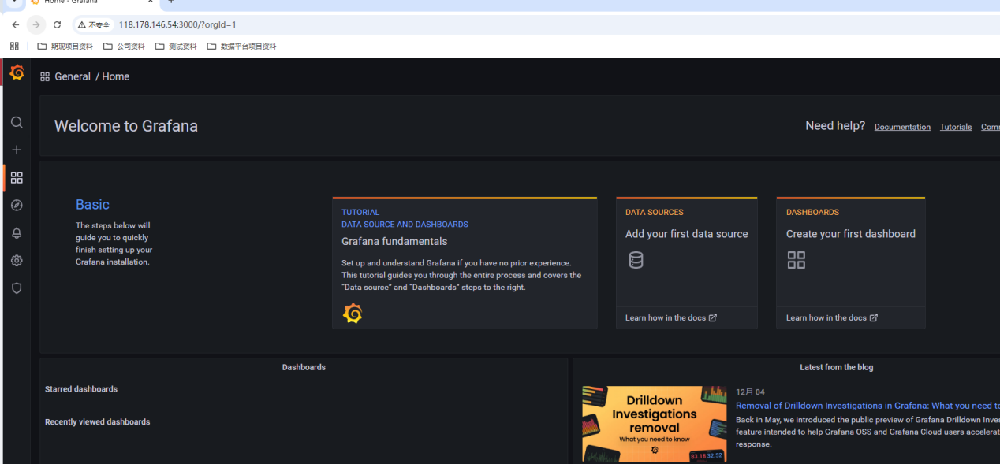 Home - Grafana
不安全 118.178.146.54:3000/?orgId=1
期现项目资料 公司资料 测试资料 数据平台项目资料
General / Home
Welcome to Grafana
Need help? Documentation Tutorials
Basic
The steps below will
guide you to quickly
finish setting up your
Grafana installation.
TUTORIAL
DATA SOURCE AND DASHBOARDS
Grafana fundamentals
Set up and understand Grafana if you have no prior experience.
This tutorial guides you through the entire process and covers the
"Data source" and "Dashboards" steps to the right.
DATA SOURCES
Add your first data source
Learn how in the docs
DASHBOARDS
Create your first dashboard
Learn how in the docs
Dashboards
Starred dashboards
Recently viewed dashboards
Latest from the blog
Drilldown
Investigations
removal
What you need to know
83.18 32.52
12月 04
Removal of Drilldown Investigations in Grafana: What you need to
Back in May, we introduced the public preview of Grafana Drilldown
feature intended to help Grafana OSS and Grafana Cloud users
response.